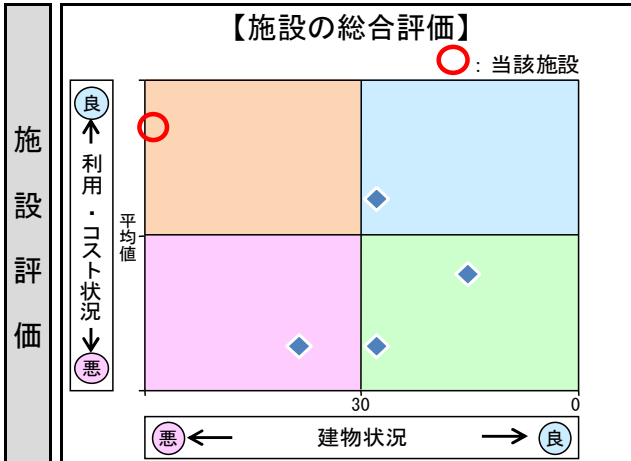 施設評価
【施設の総合評価】
：当該施設
良
利用・コスト状況
悪
平均値
30
0
悪
建物状況
良